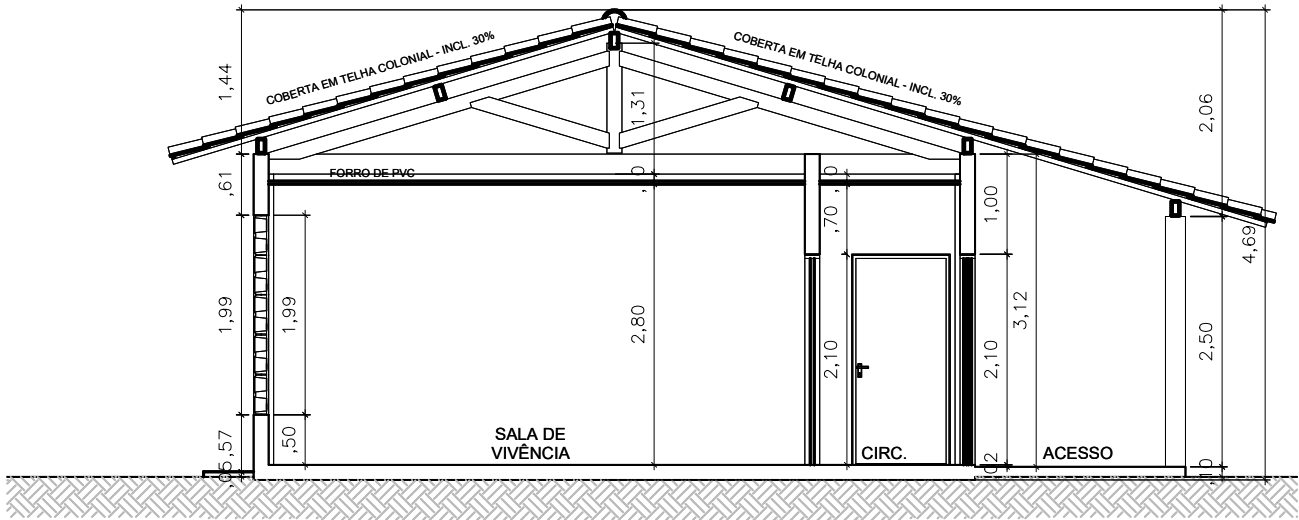 COBERTA EM TELHA COLONIAL - INCL. 30%
COBERTA EM TELHA COLONIAL - INCL. 30%
1,44
1,31
2,06
FORRO DE PVC
,61
,70
1,00
4,69
1,99
1,99
2,80
3,12
2,10
2,10
2,50
,57
,50
SALA DE
VIVÊNCIA
CIRC.
ACESSO
,10